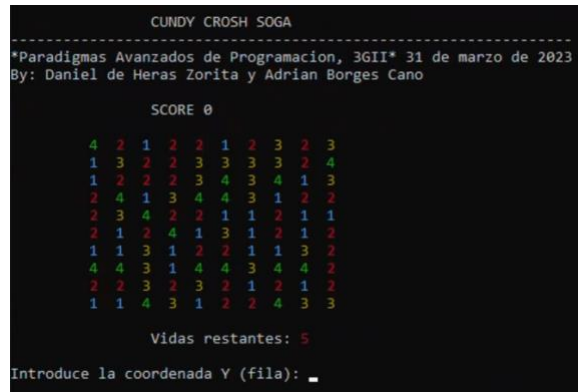 CUNDY CROSH SOGA
----------------------------------------------------------------
*Paradigmas Avanzados de Programacion, 3GII* 31 de marzo de 2023
By: Daniel de Heras Zorita y Adrian Borges Cano
SCORE 0
4 2 1 2 2 1 2 3 2 3
1 3 2 2 3 3 3 3 2 4
1 2 2 2 3 4 3 4 1 3
2 4 1 3 4 4 3 1 2 2
2 3 4 2 2 1 1 2 1 1
2 1 2 4 1 3 1 2 1 2
1 1 3 1 2 2 1 1 3 2
4 4 3 1 4 4 3 4 4 2
2 2 3 2 3 2 1 2 1 2
1 1 4 3 1 2 2 4 3 3
Vidas restantes: 5
Introduce la coordenada Y (fila):